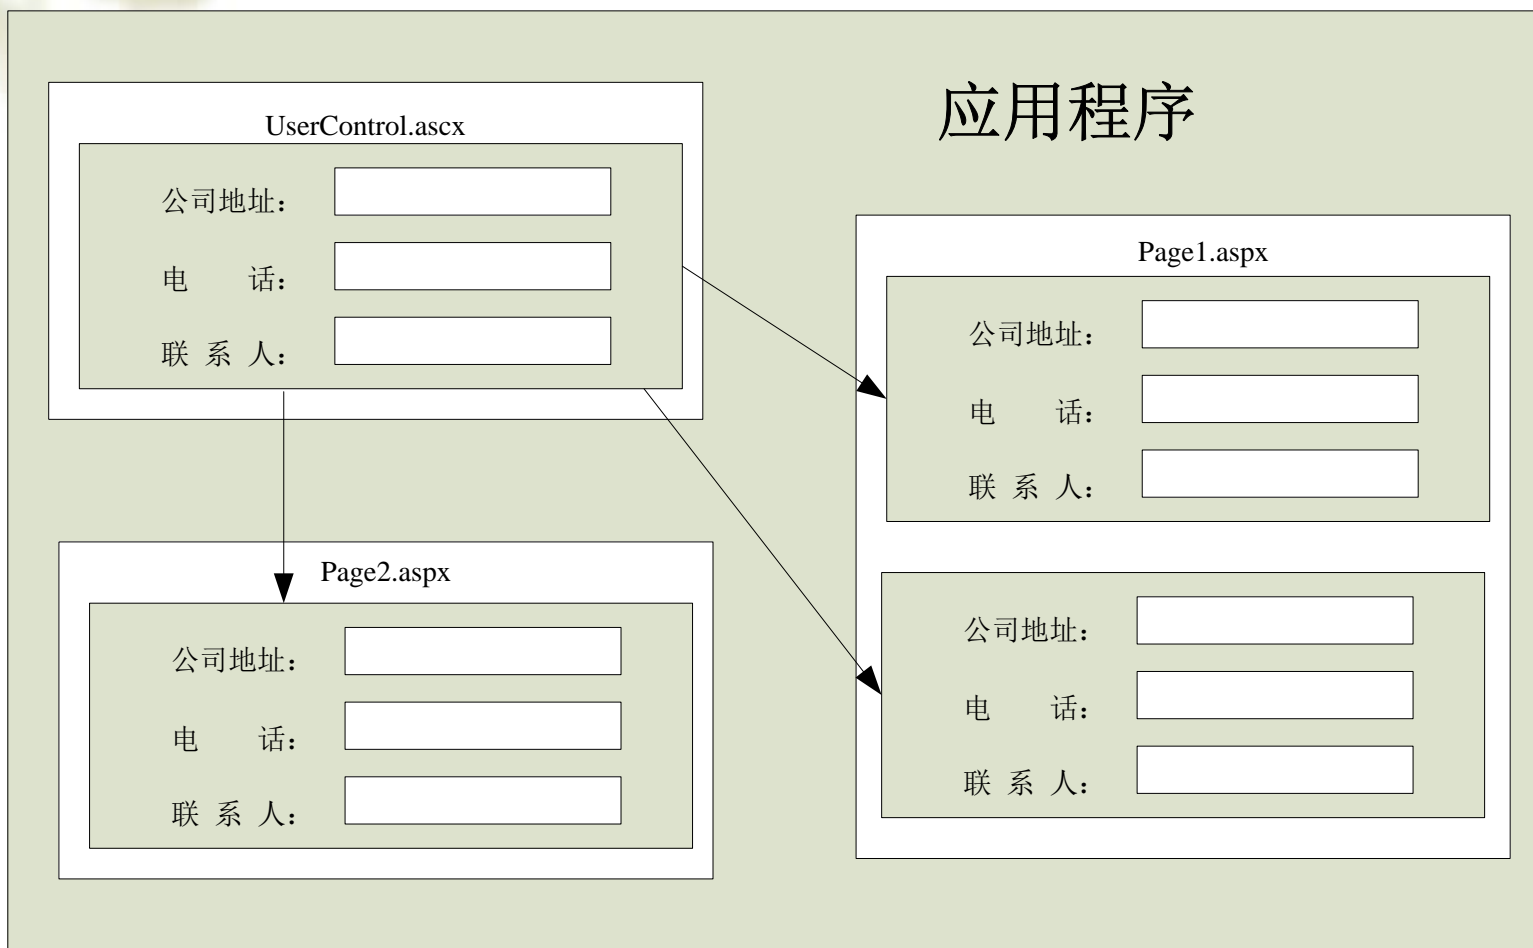 应用程序
UserControl.ascx
公司地址：
电　　话：
联 系 人：
Page1.aspx
公司地址：
电　　话：
联 系 人：
公司地址：
电　　话：
联 系 人：
Page2.aspx
公司地址：
电　　话：
联 系 人：